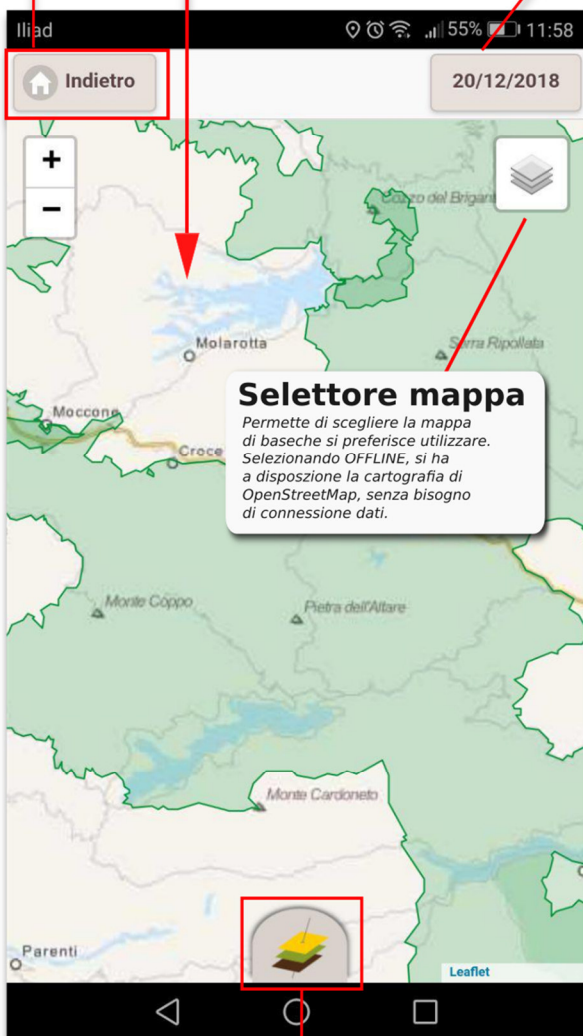 Iliad 55% 11:58
Indietro 20/12/2018
+
−
Cozzo del Brigant
Molarotta
Serra Ripollata
Selettore mappa
Moccone
Permette di scegliere la mappa
di baseche si preferisce utilizzare.
Croce
Selezionando OFFLINE, si ha
a disposzione la cartografia di
OpenStreetMap, senza bisogno
di connessione dati.
Monte Coppo
Pietra dell'Altare
Monte Cardoneto
Parenti
Leaflet